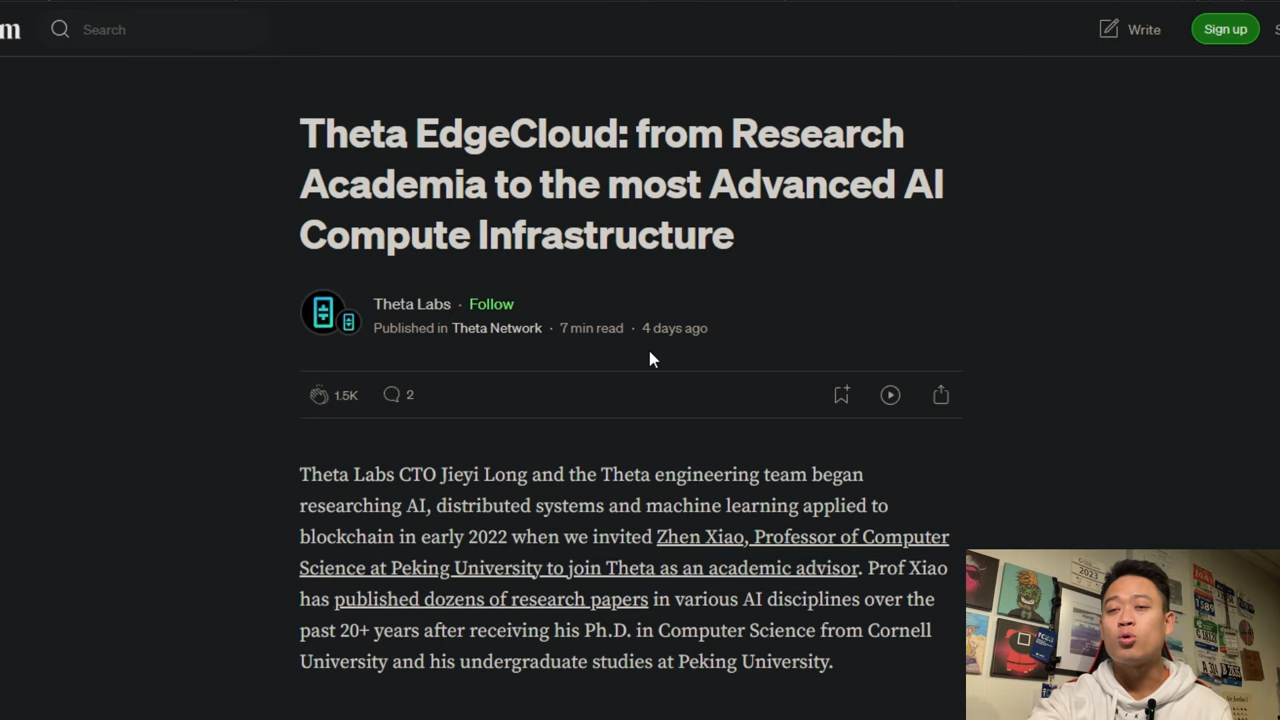 m
Search
Write
Sign up
Theta EdgeCloud: from Research
Academia to the most Advanced AI
Compute Infrastructure
Theta Labs · Follow
Published in Theta Network · 7 min read · 4 days ago
1.5K
2
Theta Labs CTO Jieyi Long and the Theta engineering team began
researching AI, distributed systems and machine learning applied to
blockchain in early 2022 when we invited Zhen Xiao, Professor of Computer
Science at Peking University to join Theta as an academic advisor. Prof Xiao
has published dozens of research papers in various AI disciplines over the
past 20+ years after receiving his Ph.D. in Computer Science from Cornell
University and his undergraduate studies at Peking University.
2023